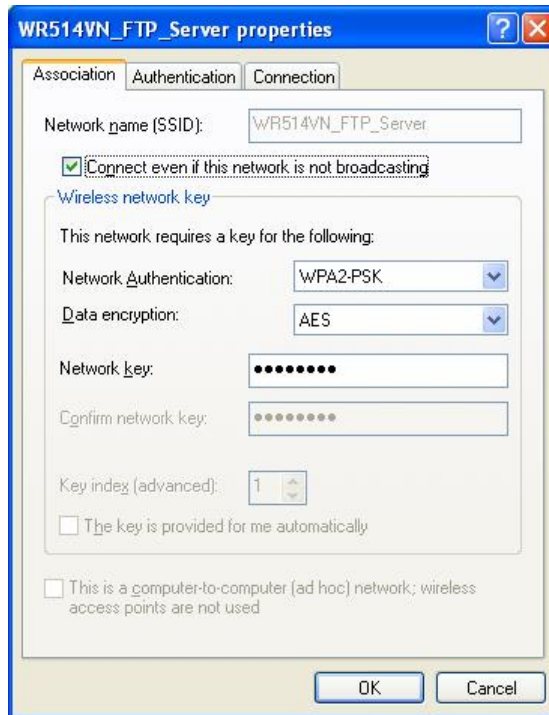 WR514VN_FTP_Server properties
Association Authentication Connection
Network name (SSID): WR514VN_FTP_Server
Connect even if this network is not broadcasting
Wireless network key
This network requires a key for the following:
Network Authentication: WPA2-PSK
Data encryption: AES
Network key: ●●●●●●●●
Confirm network key: ●●●●●●●●
Key index (advanced): 1
The key is provided for me automatically
This is a computer-to-computer (ad hoc) network; wireless
access points are not used
OK Cancel